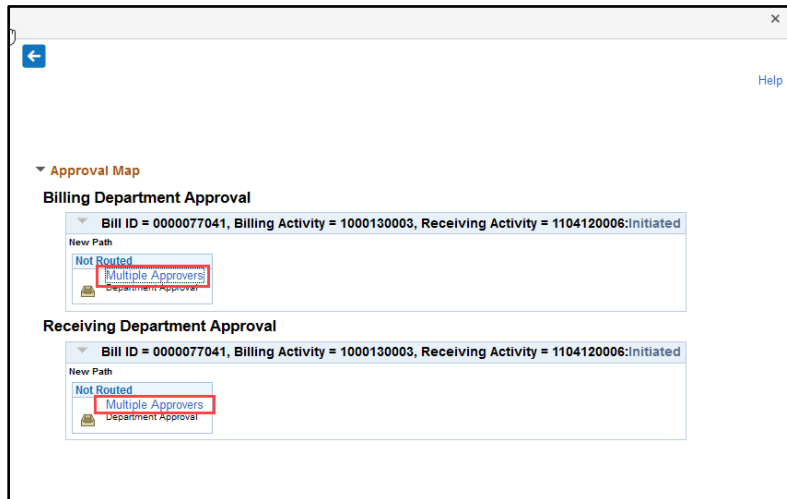 Help
Approval Map
Billing Department Approval
Bill ID = 0000077041, Billing Activity = 1000130003, Receiving Activity = 1104120006:Initiated
New Path
Not Routed
Multiple Approvers
Department Approval
Receiving Department Approval
Bill ID = 0000077041, Billing Activity = 1000130003, Receiving Activity = 1104120006:Initiated
New Path
Not Routed
Multiple Approvers
Department Approval